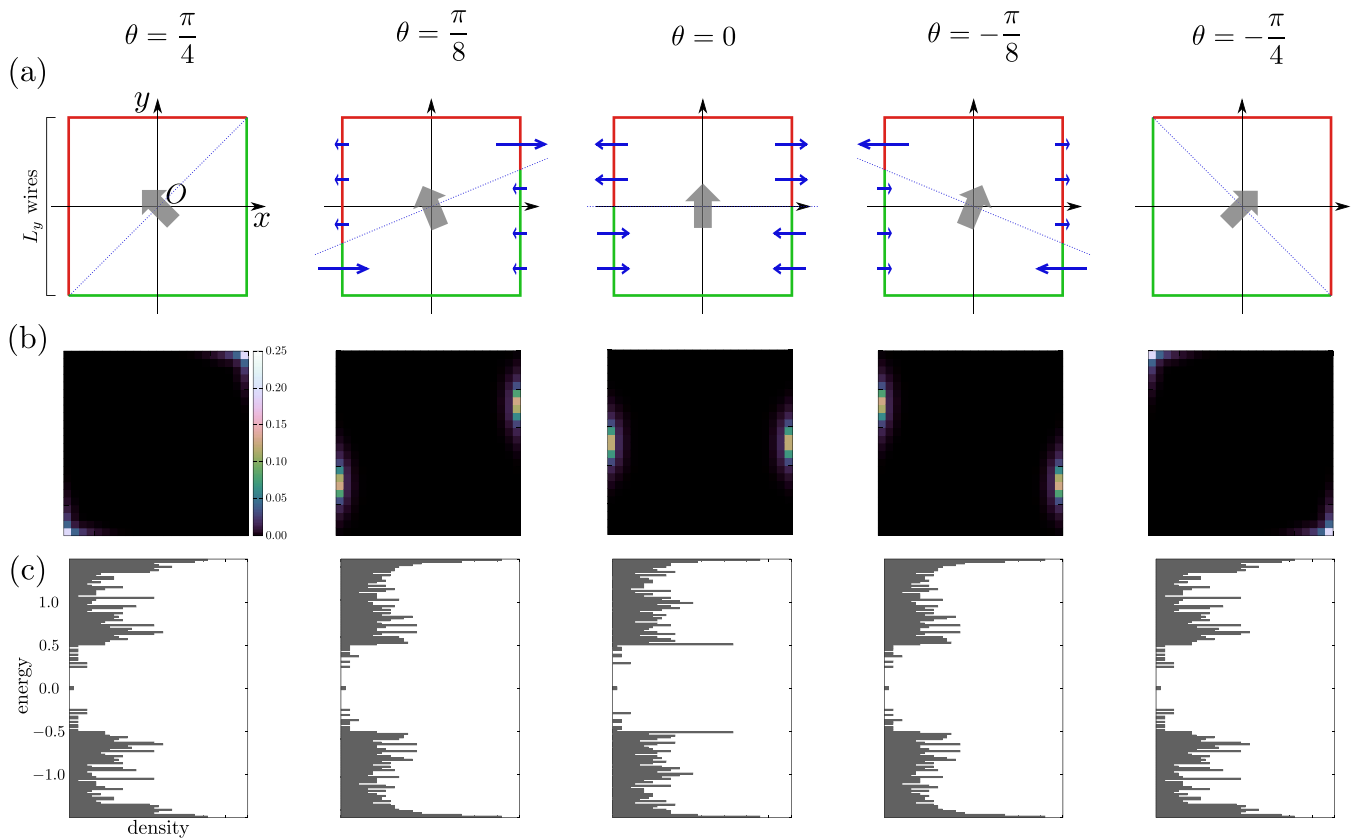 θ = π/4
θ = π/8
θ = 0
θ = −π/8
θ = −π/4
(a)
y
O
x
L_y wires
(b)
0.25
0.20
0.15
0.10
0.05
0.00
(c)
1.0
0.5
0.0
−0.5
−1.0
energy
density